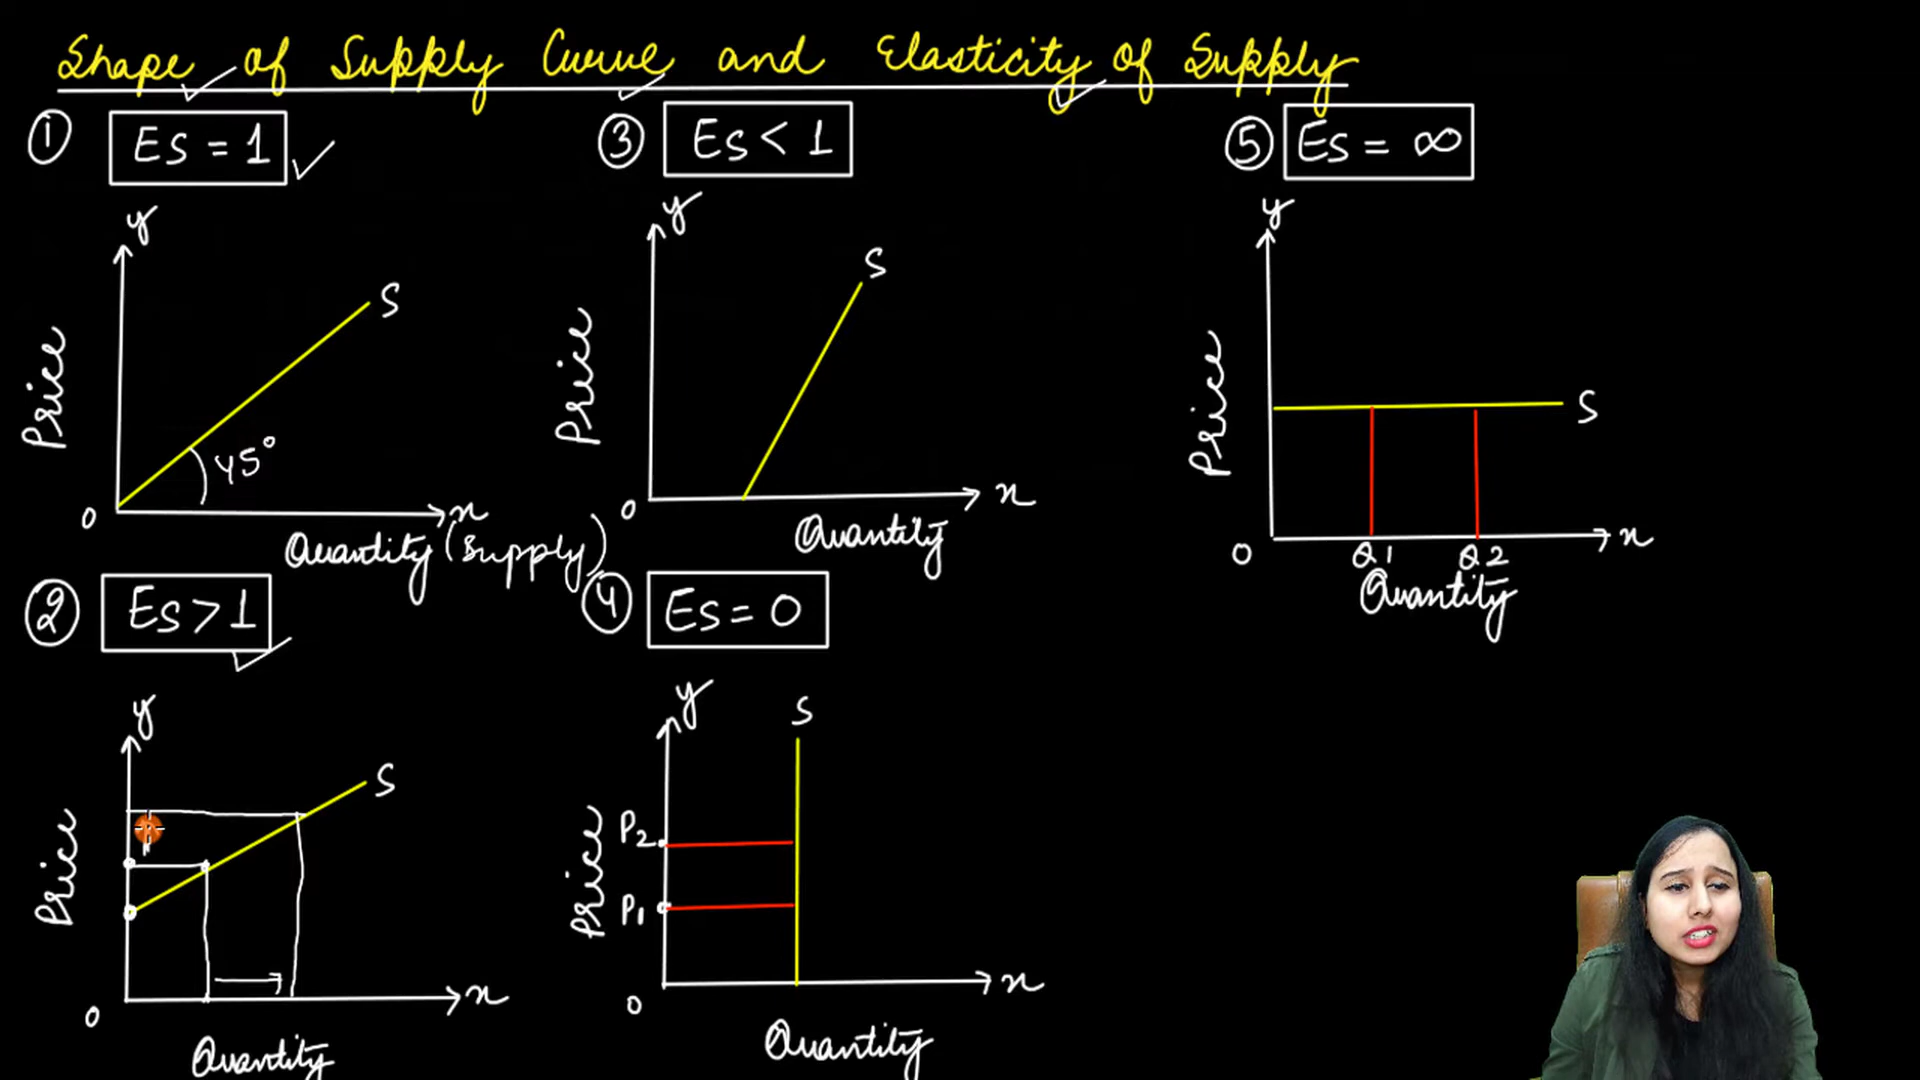 Shape of Supply Curve and Elasticity of Supply
① Es = 1
y
S
Price
45°
0
x
Quantity (Supply)
② Es > 1
y
S
Price
0
x
Quantity
③ Es < 1
y
S
Price
0
x
Quantity
④ Es = 0
y
S
P2
Price
P1
0
x
Quantity
⑤ Es = ∞
y
Price
S
0
Q1 Q2
x
Quantity